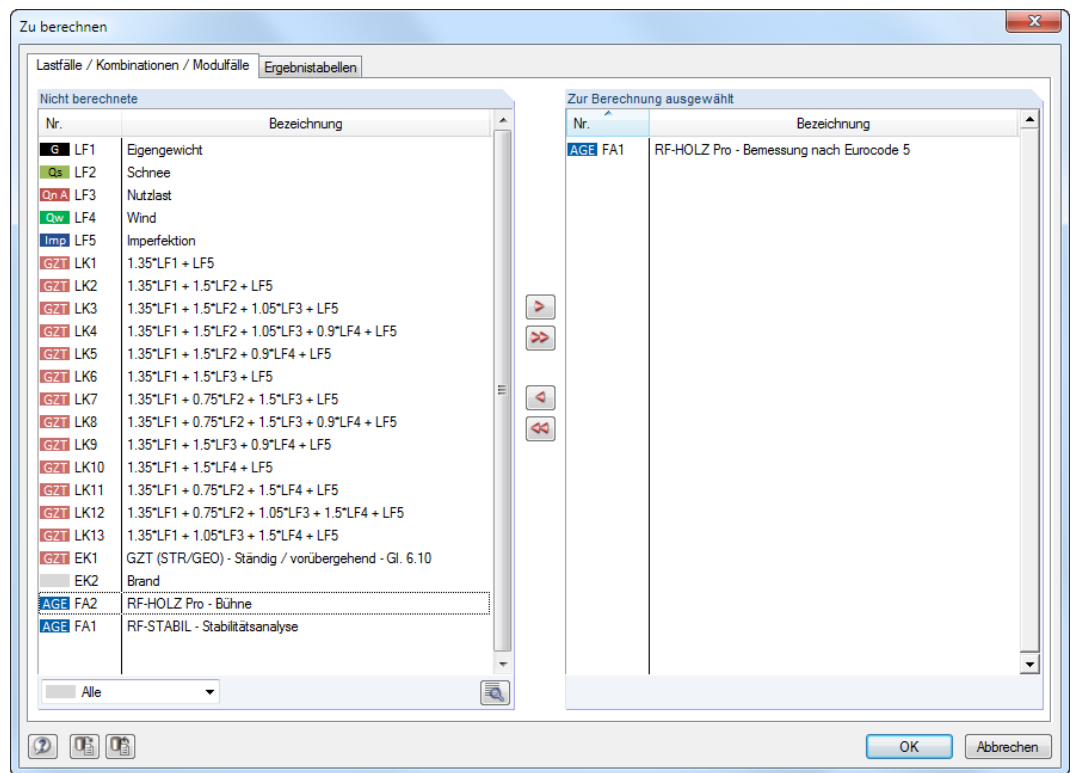 Zu berechnen
Lastfälle / Kombinationen / Modulfälle Ergebnistabellen
Nicht berechnete
Nr. Bezeichnung
G LF1 Eigengewicht
Qs LF2 Schnee
Qn A LF3 Nutzlast
Qw LF4 Wind
Imp LF5 Imperfektion
GZT LK1 1.35*LF1 + LF5
GZT LK2 1.35*LF1 + 1.5*LF2 + LF5
GZT LK3 1.35*LF1 + 1.5*LF2 + 1.05*LF3 + LF5
GZT LK4 1.35*LF1 + 1.5*LF2 + 1.05*LF3 + 0.9*LF4 + LF5
GZT LK5 1.35*LF1 + 1.5*LF2 + 0.9*LF4 + LF5
GZT LK6 1.35*LF1 + 1.5*LF3 + LF5
GZT LK7 1.35*LF1 + 0.75*LF2 + 1.5*LF3 + LF5
GZT LK8 1.35*LF1 + 0.75*LF2 + 1.5*LF3 + 0.9*LF4 + LF5
GZT LK9 1.35*LF1 + 1.5*LF3 + 0.9*LF4 + LF5
GZT LK10 1.35*LF1 + 1.5*LF4 + LF5
GZT LK11 1.35*LF1 + 0.75*LF2 + 1.5*LF4 + LF5
GZT LK12 1.35*LF1 + 0.75*LF2 + 1.05*LF3 + 1.5*LF4 + LF5
GZT LK13 1.35*LF1 + 1.05*LF3 + 1.5*LF4 + LF5
GZT EK1 GZT (STR/GEO) - Ständig / vorübergehend - Gl. 6.10
EK2 Brand
AGE FA2 RF-HOLZ Pro - Bühne
AGE FA1 RF-STABIL - Stabilitätsanalyse
Alle
Zur Berechnung ausgewählt
Nr. Bezeichnung
AGE FA1 RF-HOLZ Pro - Bemessung nach Eurocode 5
OK Abbrechen